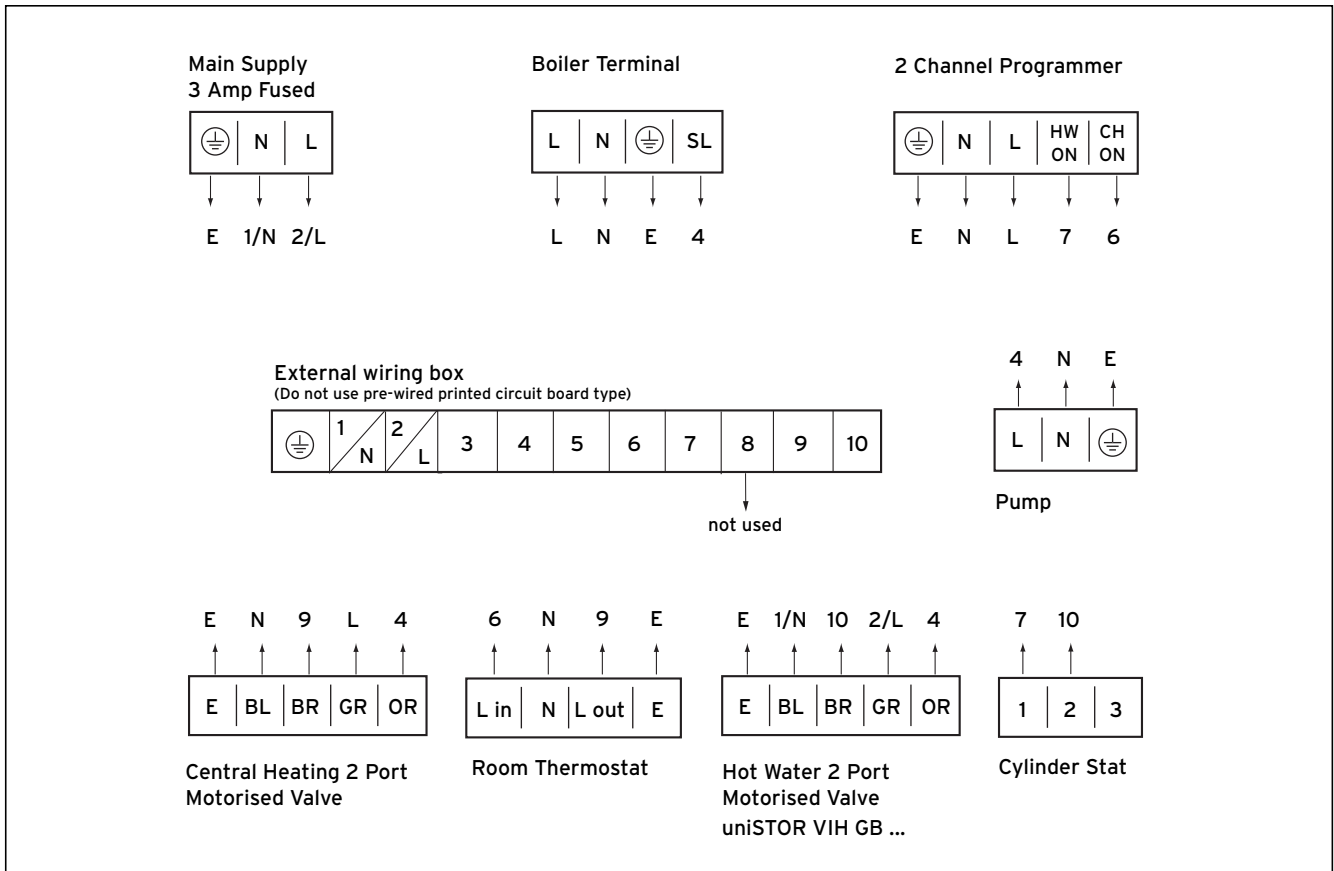 Main Supply
3 Amp Fused
N L
E 1/N 2/L
Boiler Terminal
L N SL
L N E 4
2 Channel Programmer
N L HW ON CH ON
E N L 7 6
External wiring box
(Do not use pre-wired printed circuit board type)
1/N 2/L 3 4 5 6 7 8 9 10
not used
4 N E
L N
Pump
E N 9 L 4
E BL BR GR OR
Central Heating 2 Port
Motorised Valve
6 N 9 E
L in N L out E
Room Thermostat
E 1/N 10 2/L 4
E BL BR GR OR
Hot Water 2 Port
Motorised Valve
uniSTOR VIH GB ...
7 10
1 2 3
Cylinder Stat